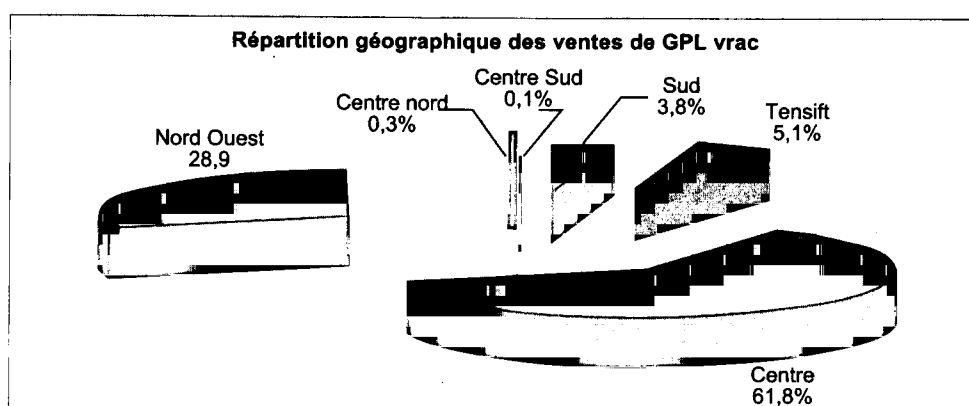 Répartition géographique des ventes de GPL vrac
Centre Sud
0,1%
Sud
3,8%
Centre nord
0,3%
Tensift
5,1%
Nord Ouest
28,9
Centre
61,8%